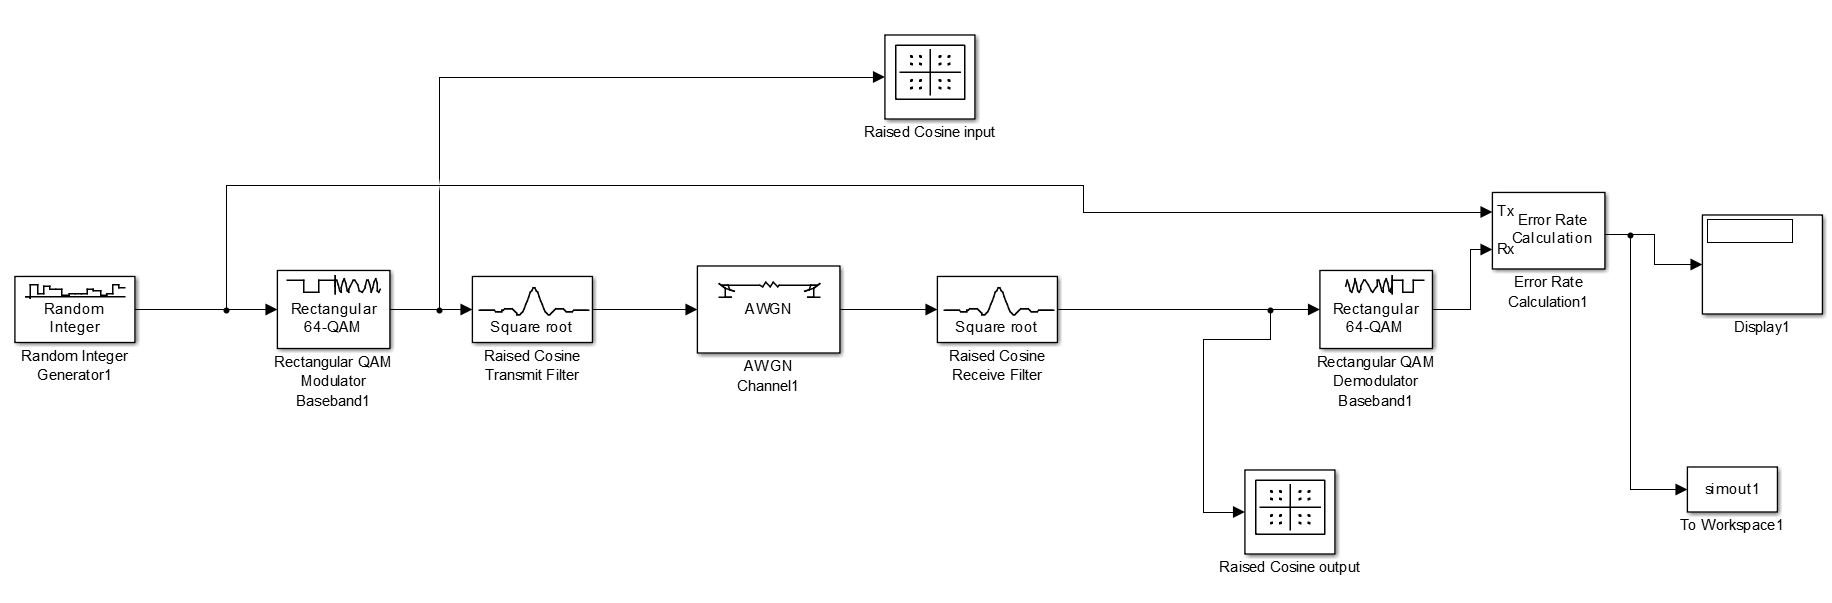 Raised Cosine input
Tx
Error Rate
Calculation
Rx
Error Rate
Calculation1
Display1
Random
Integer
Random Integer
Generator1
Rectangular
64-QAM
Rectangular QAM
Modulator
Baseband1
Square root
Raised Cosine
Transmit Filter
AWGN
AWGN
Channel1
Square root
Raised Cosine
Receive Filter
Rectangular
64-QAM
Rectangular QAM
Demodulator
Baseband1
simout1
To Workspace1
Raised Cosine output